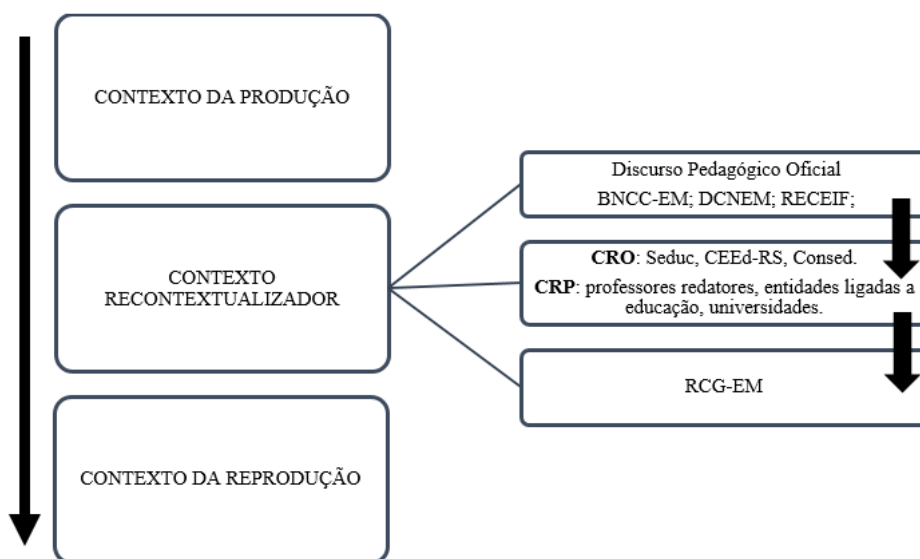 CONTEXTO DA PRODUÇÃO
CONTEXTO
RECONTEXTUALIZADOR
Discurso Pedagógico Oficial
BNCC-EM; DCNEM; RECEIF;
CRO: Seduc, CEEd-RS, Consed.
CRP: professores redatores, entidades ligadas a
educação, universidades.
RCG-EM
CONTEXTO DA REPRODUÇÃO